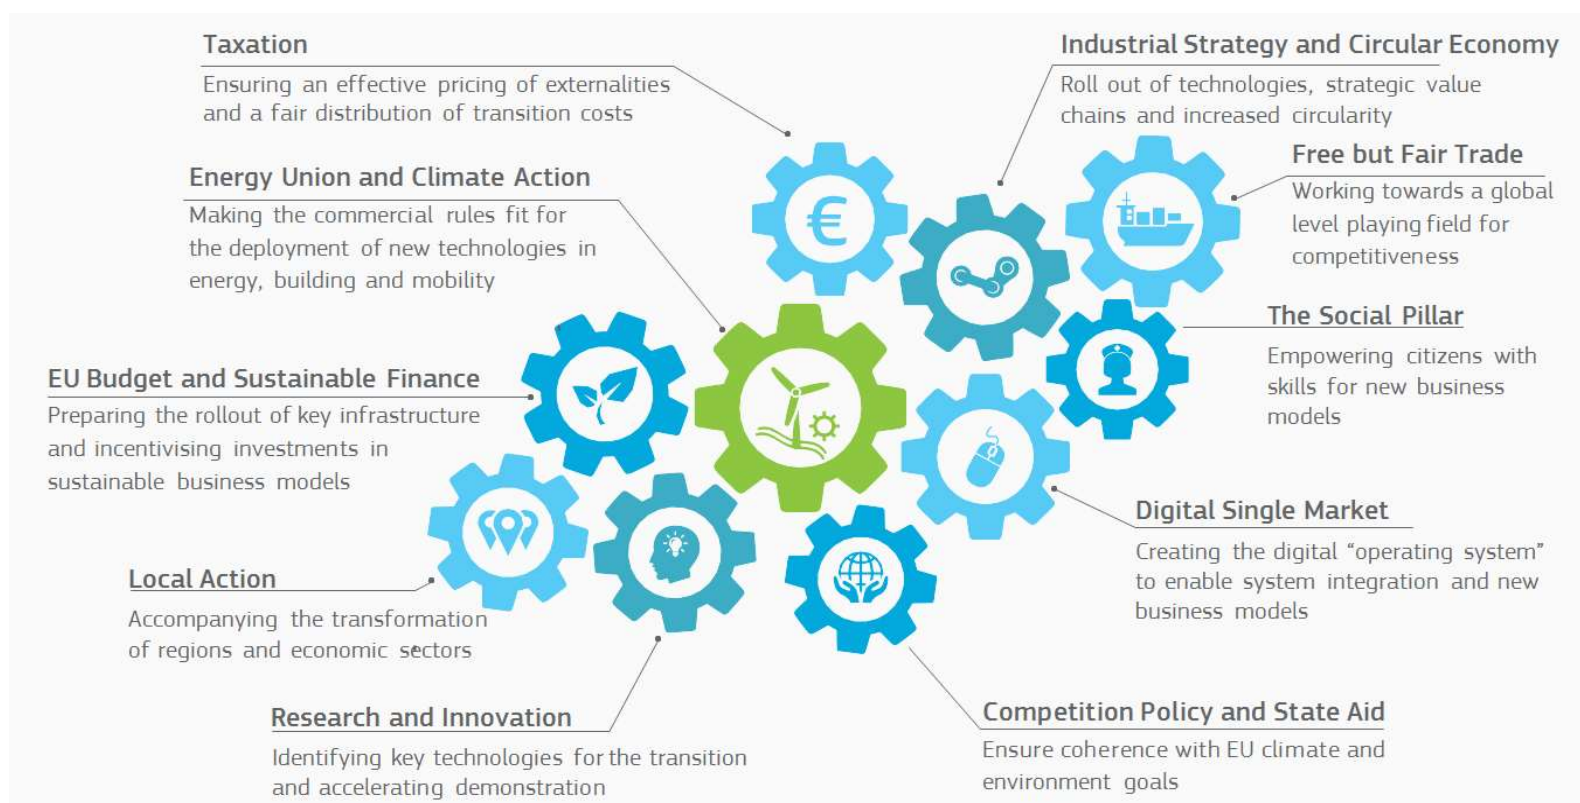 Taxation
Ensuring an effective pricing of externalities
and a fair distribution of transition costs
Industrial Strategy and Circular Economy
Roll out of technologies, strategic value
chains and increased circularity
Free but Fair Trade
Working towards a global
level playing field for
competitiveness
Energy Union and Climate Action
Making the commercial rules fit for
the deployment of new technologies in
energy, building and mobility
€
The Social Pillar
Empowering citizens with
skills for new business
models
EU Budget and Sustainable Finance
Preparing the rollout of key infrastructure
and incentivising investments in
sustainable business models
Digital Single Market
Creating the digital “operating system”
to enable system integration and new
business models
Local Action
Accompanying the transformation
of regions and economic sectors
Research and Innovation
Identifying key technologies for the transition
and accelerating demonstration
Competition Policy and State Aid
Ensure coherence with EU climate and
environment goals